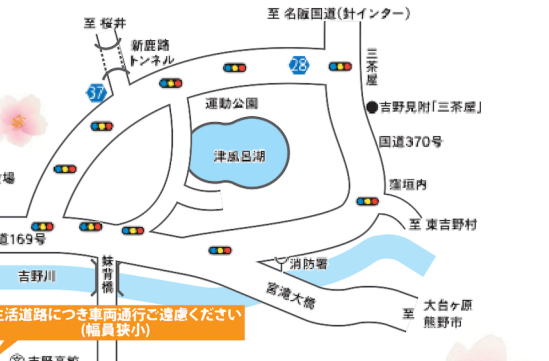 至 名阪国道(針インター)
至 桜井
新鹿路
トンネル
三茶屋
28
37
運動公園
吉野見附「三茶屋」
国道370号
津風呂湖
窪垣内
至 東吉野村
道169号
妹背橋
消防署
吉野川
宮滝大橋
大台ヶ原
至
熊野市
生活道路につき車両通行ご遠慮ください
(幅員狭小)